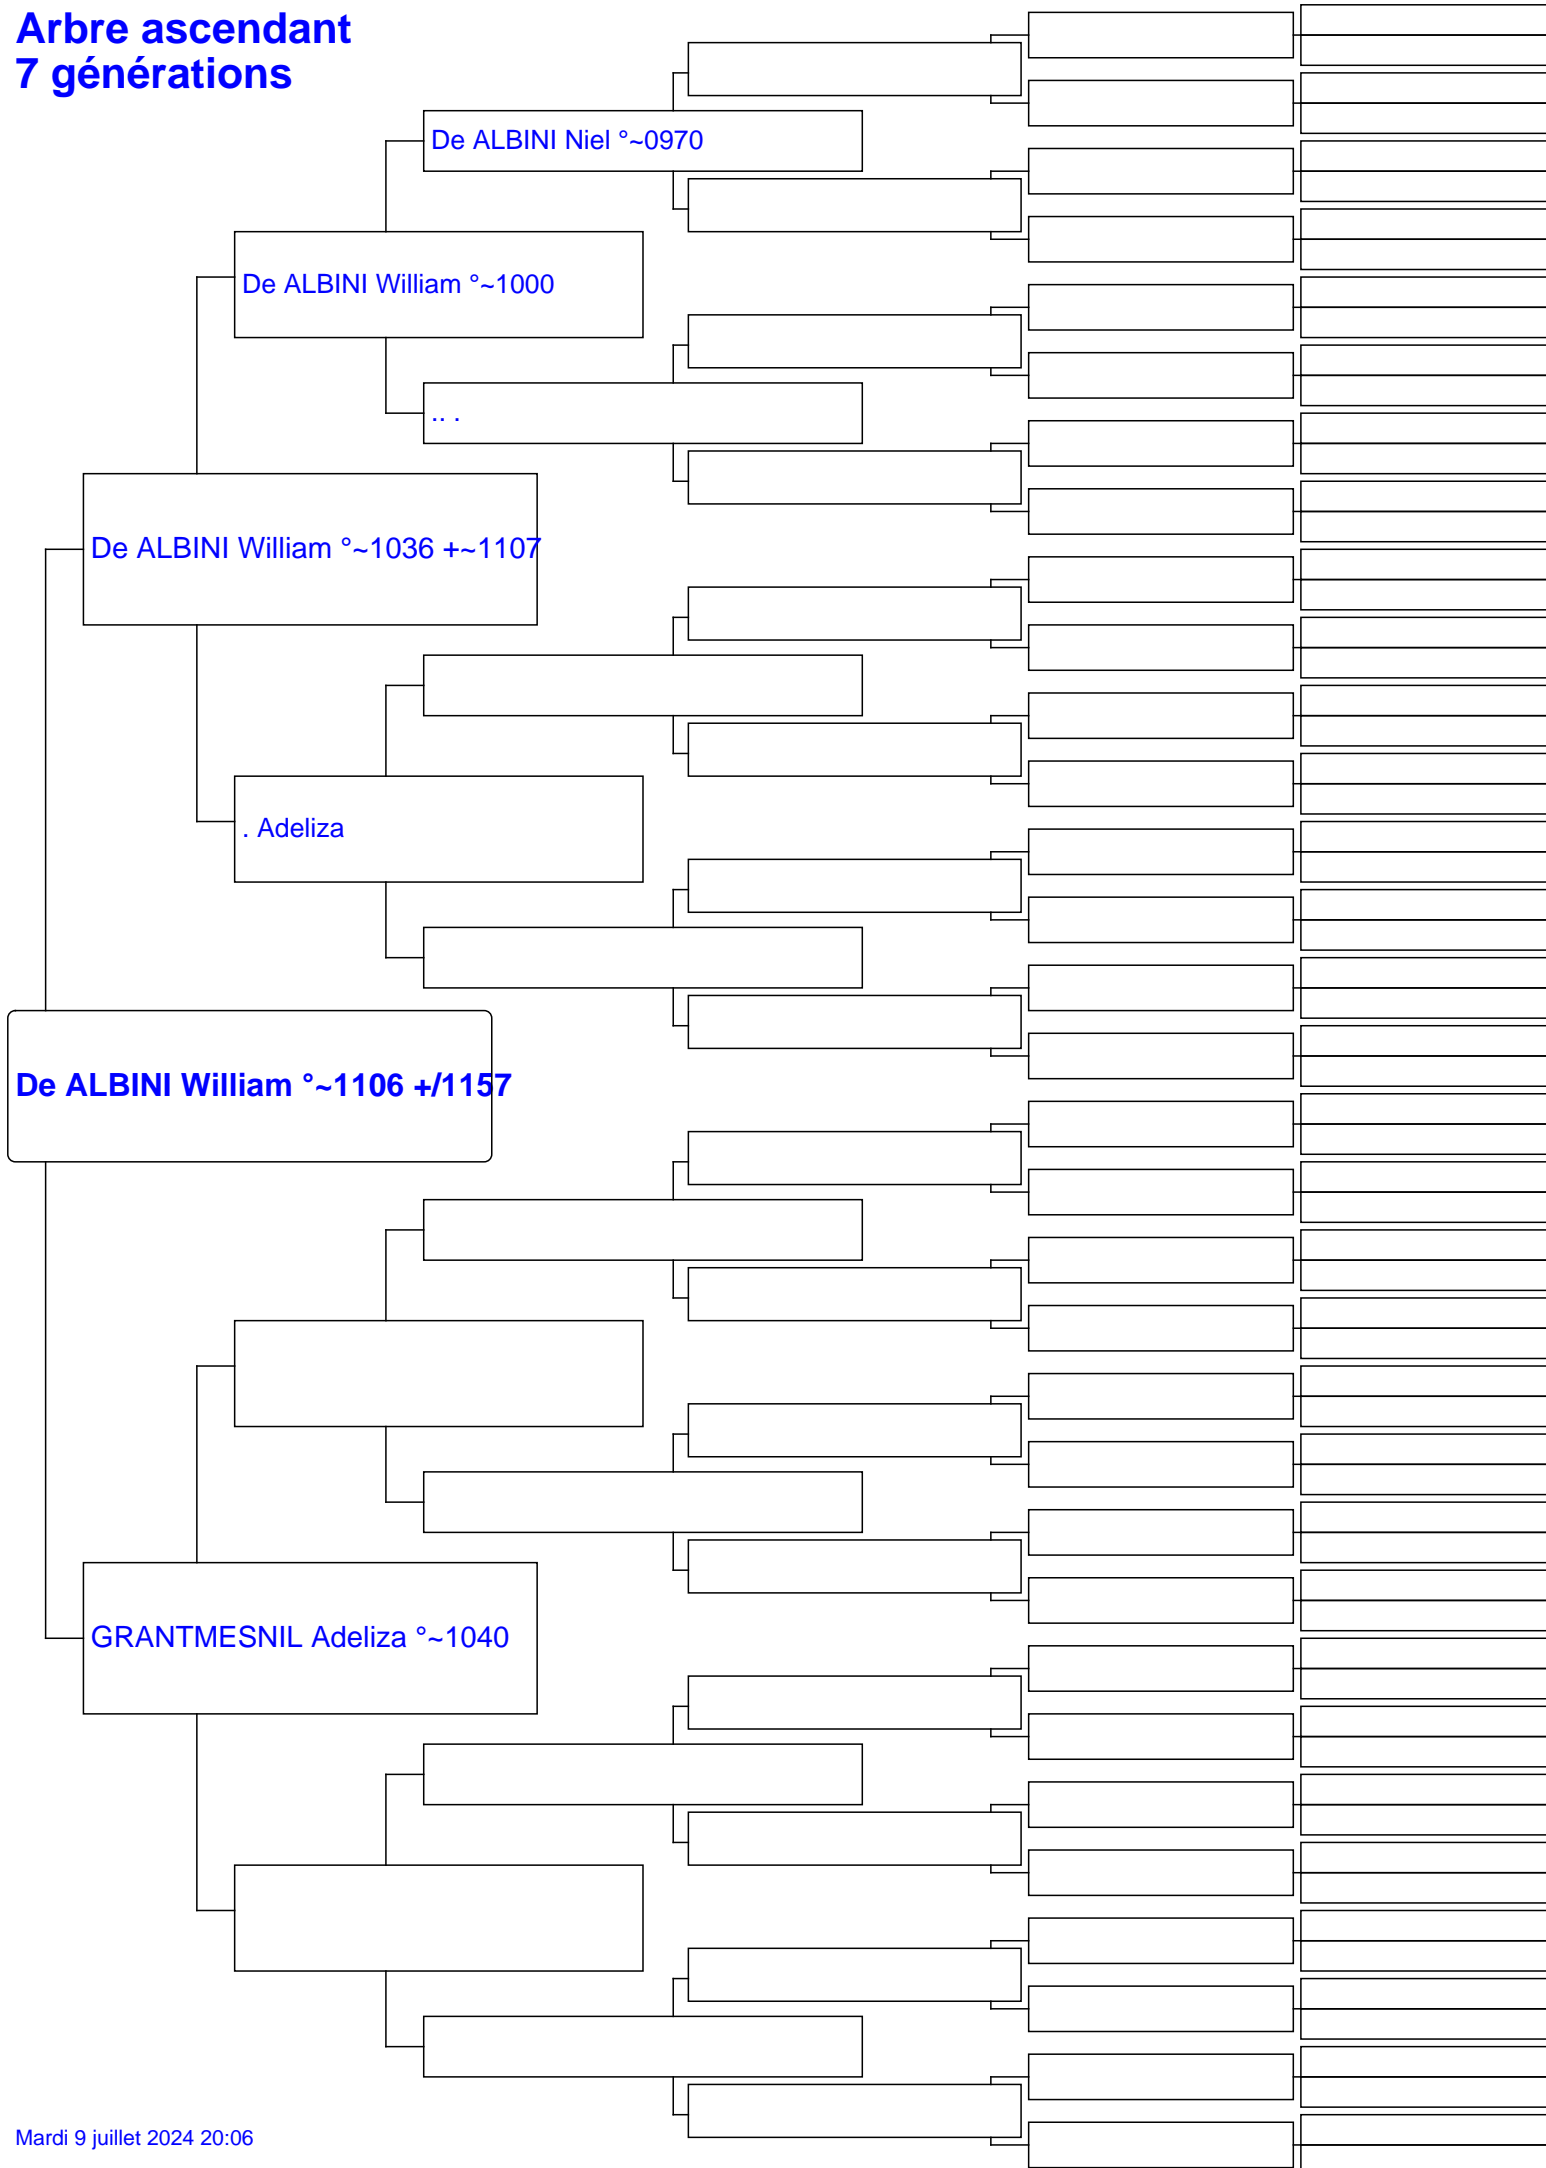 Arbre ascendant
7 générations
De ALBINI Niel °~0970
De ALBINI William °~1000
.. .
De ALBINI William °~1036 +~1107
. Adeliza
De ALBINI William °~1106 +/1157
GRANTMESNIL Adeliza °~1040
Mardi 9 juillet 2024 20:06